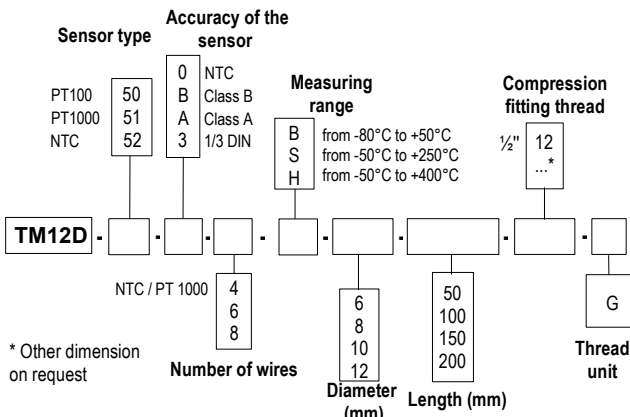 Accuracy of the
sensor
Sensor type
0 NTC
PT100 50 B Class B
PT1000 51 A Class A
NTC 52 3 1/3 DIN
Measuring
range
B from -80°C to +50°C
S from -50°C to +250°C
H from -50°C to +400°C
Compression
fitting thread
½" 12
...*
TM12D - - - - - - - -
NTC / PT 1000 4
6
8
Number of wires
6
8
10
12
Diameter
(mm)
50
100
150
200
Length (mm)
G
Thread
unit
* Other dimension
on request